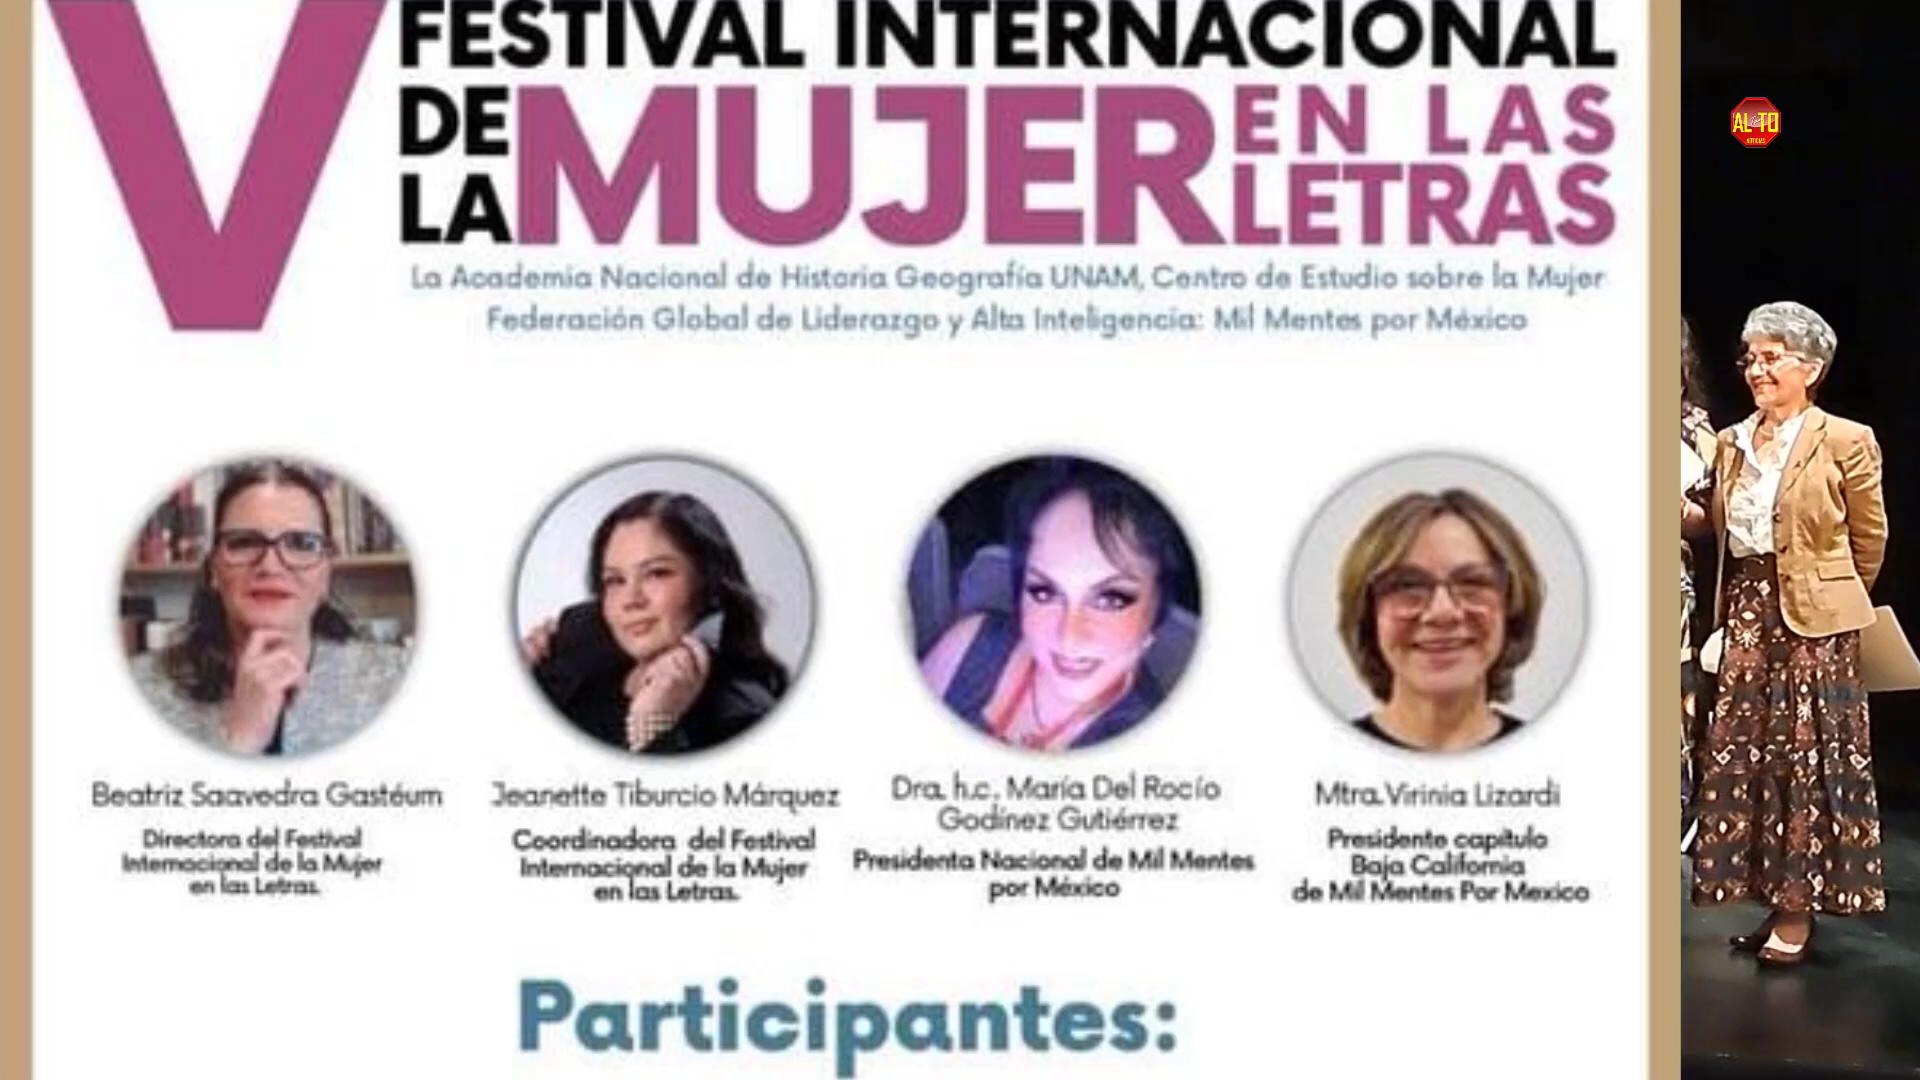 V FESTIVAL INTERNACIONAL
DE LA MUJER EN LAS LETRAS
La Academia Nacional de Historia Geografía UNAM, Centro de Estudio sobre la Mujer
Federación Global de Liderazgo y Alta Inteligencia: Mil Mentes por México
Beatriz Saavedra Gastéum
Directora del Festival
Internacional de la Mujer
en las Letras.
Jeanette Tiburcio Márquez
Coordinadora del Festival
Internacional de la Mujer
en las Letras.
Dra. h.c. María Del Rocío
Godínez Gutiérrez
Presidenta Nacional de Mil Mentes
por México
Mtra. Virinia Lizardi
Presidente capítulo
Baja California
de Mil Mentes Por Mexico
Participantes:
AL TO
NOTICIAS